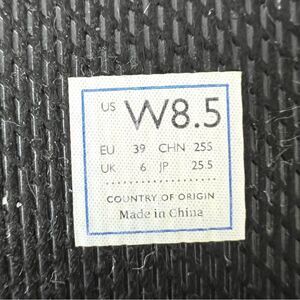 US W8.5
EU 39 CHN 255
UK 6 JP 25.5
COUNTRY OF ORIGIN
Made in China